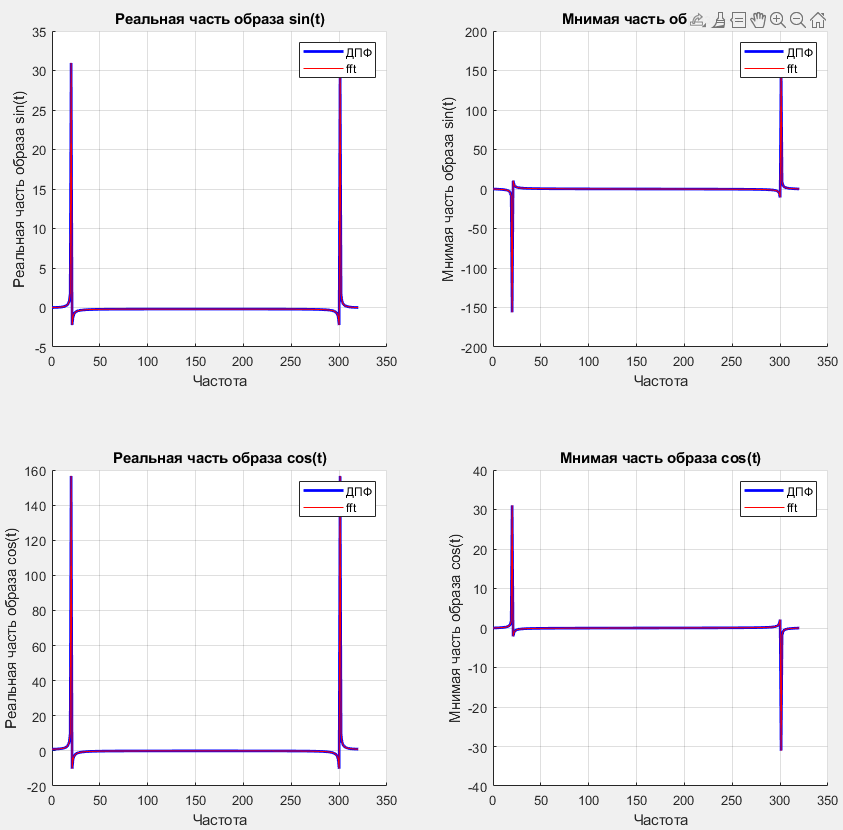 Реальная часть образа sin(t)
35
30
25
20
15
10
5
0
-5
Реальная часть образа sin(t)
ДПФ
fft
0 50 100 150 200 250 300 350
Частота
Мнимая часть об
200
150
100
50
0
-50
-100
-150
-200
Мнимая часть образа sin(t)
ДПФ
fft
0 50 100 150 200 250 300 350
Частота
Реальная часть образа cos(t)
160
140
120
100
80
60
40
20
0
-20
Реальная часть образа cos(t)
ДПФ
fft
0 50 100 150 200 250 300 350
Частота
Мнимая часть образа cos(t)
40
30
20
10
0
-10
-20
-30
-40
Мнимая часть образа cos(t)
ДПФ
fft
0 50 100 150 200 250 300 350
Частота